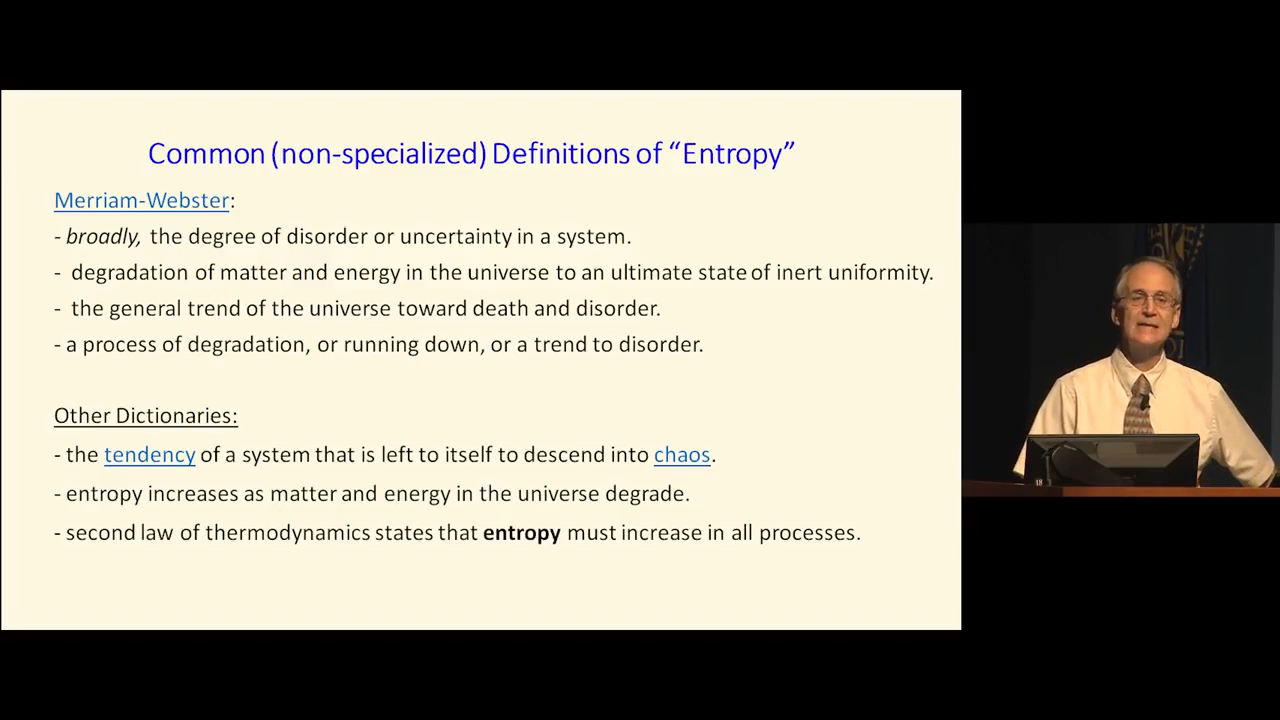 Common (non-specialized) Definitions of “Entropy”
Merriam-Webster:
- broadly, the degree of disorder or uncertainty in a system.
- degradation of matter and energy in the universe to an ultimate state of inert uniformity.
- the general trend of the universe toward death and disorder.
- a process of degradation, or running down, or a trend to disorder.
Other Dictionaries:
- the tendency of a system that is left to itself to descend into chaos.
- entropy increases as matter and energy in the universe degrade.
- second law of thermodynamics states that entropy must increase in all processes.